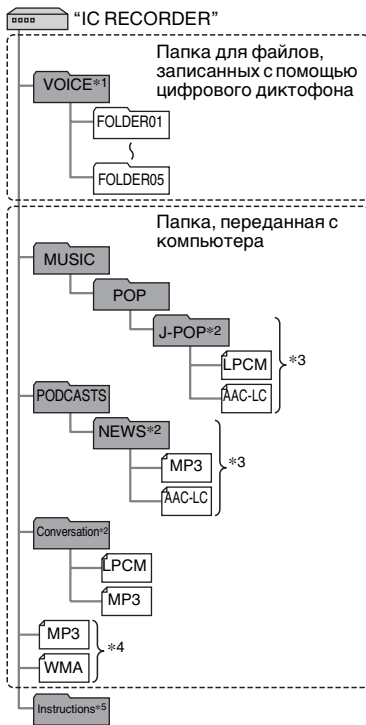 “IC RECORDER”
Папка для файлов,
записанных с помощью
цифрового диктофона
VOICE*1
FOLDER01
FOLDER05
Папка, переданная с
компьютера
MUSIC
POP
J-POP*2
LPCM
*3
AAC-LC
PODCASTS
NEWS*2
MP3
*3
AAC-LC
Conversation*2
LPCM
MP3
MP3
*4
WMA
Instructions*5